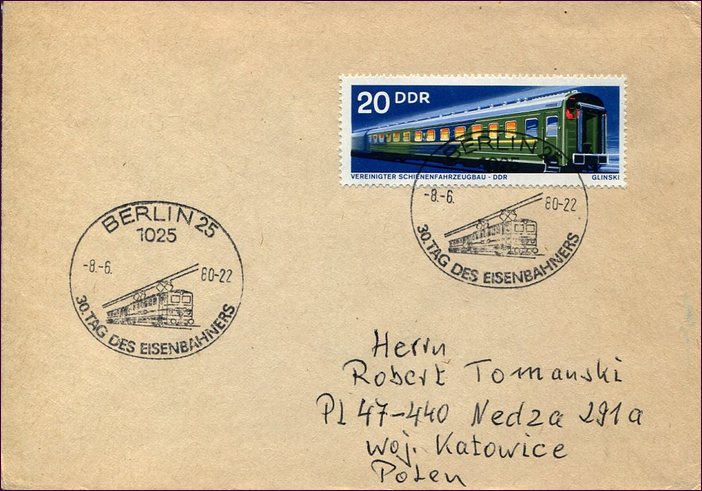 20 DDR
VEREINIGTER SCHIENENFAHRZEUGBAU - DDR GLINSKI
BERLIN 25
1025
-8.-6. 80-22
30. TAG DES EISENBAHNERS
BERLIN 25
1025
-8.-6. 80-22
30. TAG DES EISENBAHNERS
Herrn
Robert Tomanski
Pl 47-440 Nedza 291a
woj. Katowice
Polen